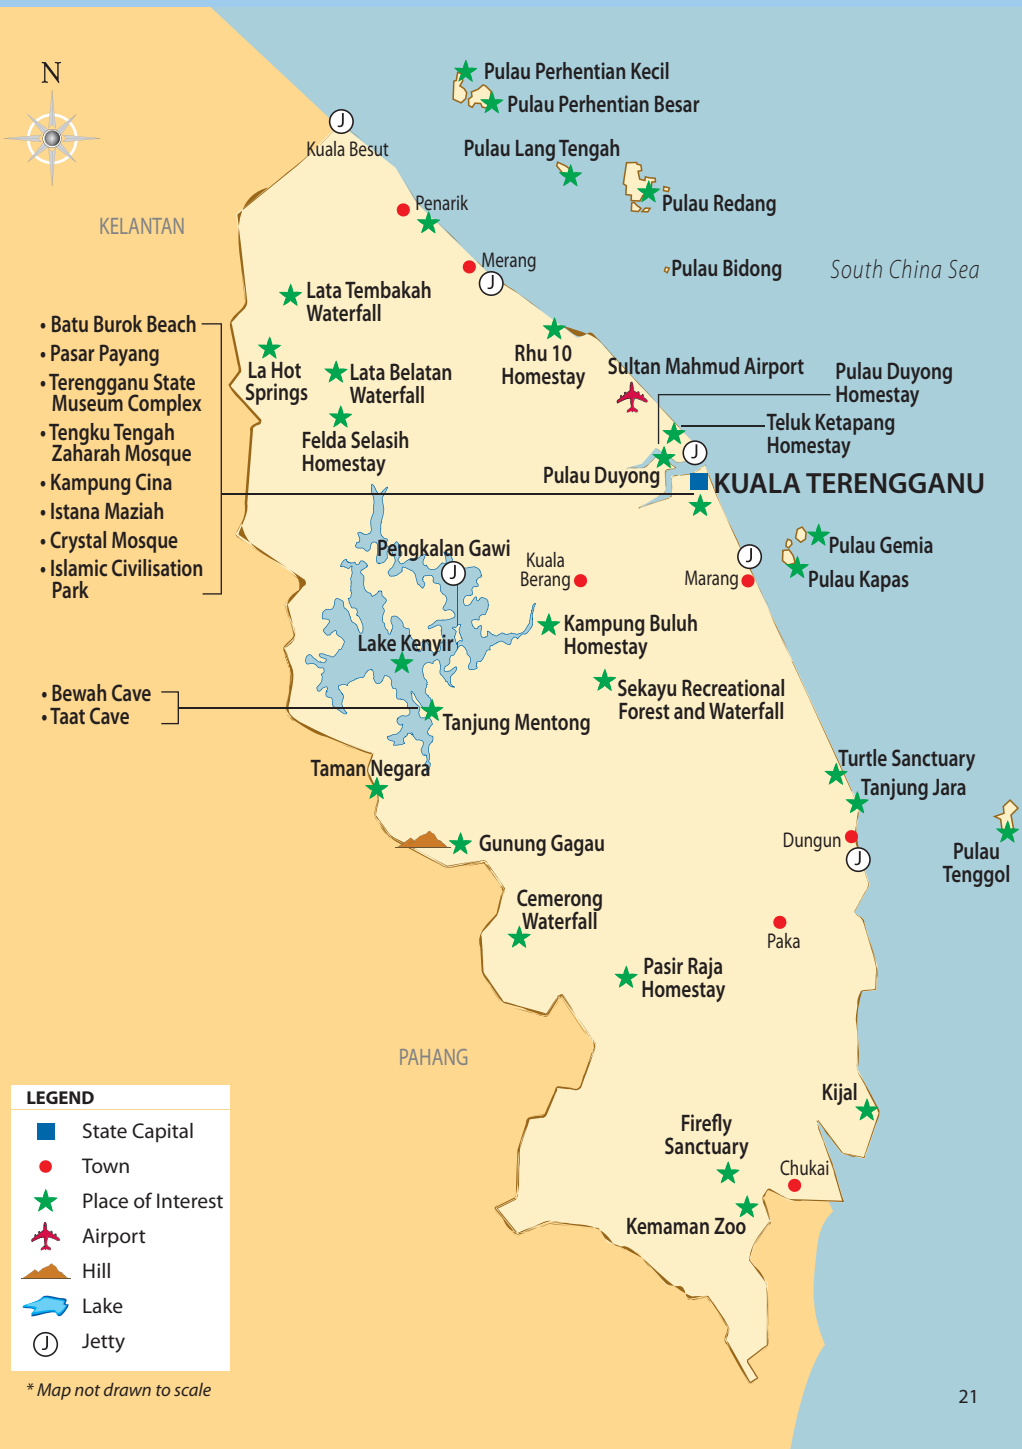 N
Pulau Perhentian Kecil
Pulau Perhentian Besar
Kuala Besut
Pulau Lang Tengah
KELANTAN
Penarik
Pulau Redang
Merang
Pulau Bidong
South China Sea
Lata Tembakah
Waterfall
• Batu Burok Beach
• Pasar Payang
• Terengganu State
Museum Complex
• Tengku Tengah
Zaharah Mosque
• Kampung Cina
• Istana Maziah
• Crystal Mosque
• Islamic Civilisation
Park
La Hot
Springs
Lata Belatan
Waterfall
Felda Selasih
Homestay
Rhu 10
Homestay
Sultan Mahmud Airport
Pulau Duyong
Homestay
Teluk Ketapang
Homestay
Pulau Duyong
KUALA TERENGGANU
Pengkalan Gawi
Kuala
Berang
Marang
Pulau Gemia
Pulau Kapas
Kampung Buluh
Homestay
Lake Kenyir
Sekayu Recreational
Forest and Waterfall
• Bewah Cave
• Taat Cave
Tanjung Mentong
Taman Negara
Turtle Sanctuary
Tanjung Jara
Gunung Gagau
Dungun
Pulau
Tenggol
Cemerong
Waterfall
Paka
Pasir Raja
Homestay
PAHANG
Kijal
Firefly
Sanctuary
Chukai
Kemaman Zoo
J
J
J
J
J
J
LEGEND
State Capital
Town
Place of Interest
Airport
Hill
Lake
J Jetty
* Map not drawn to scale
21